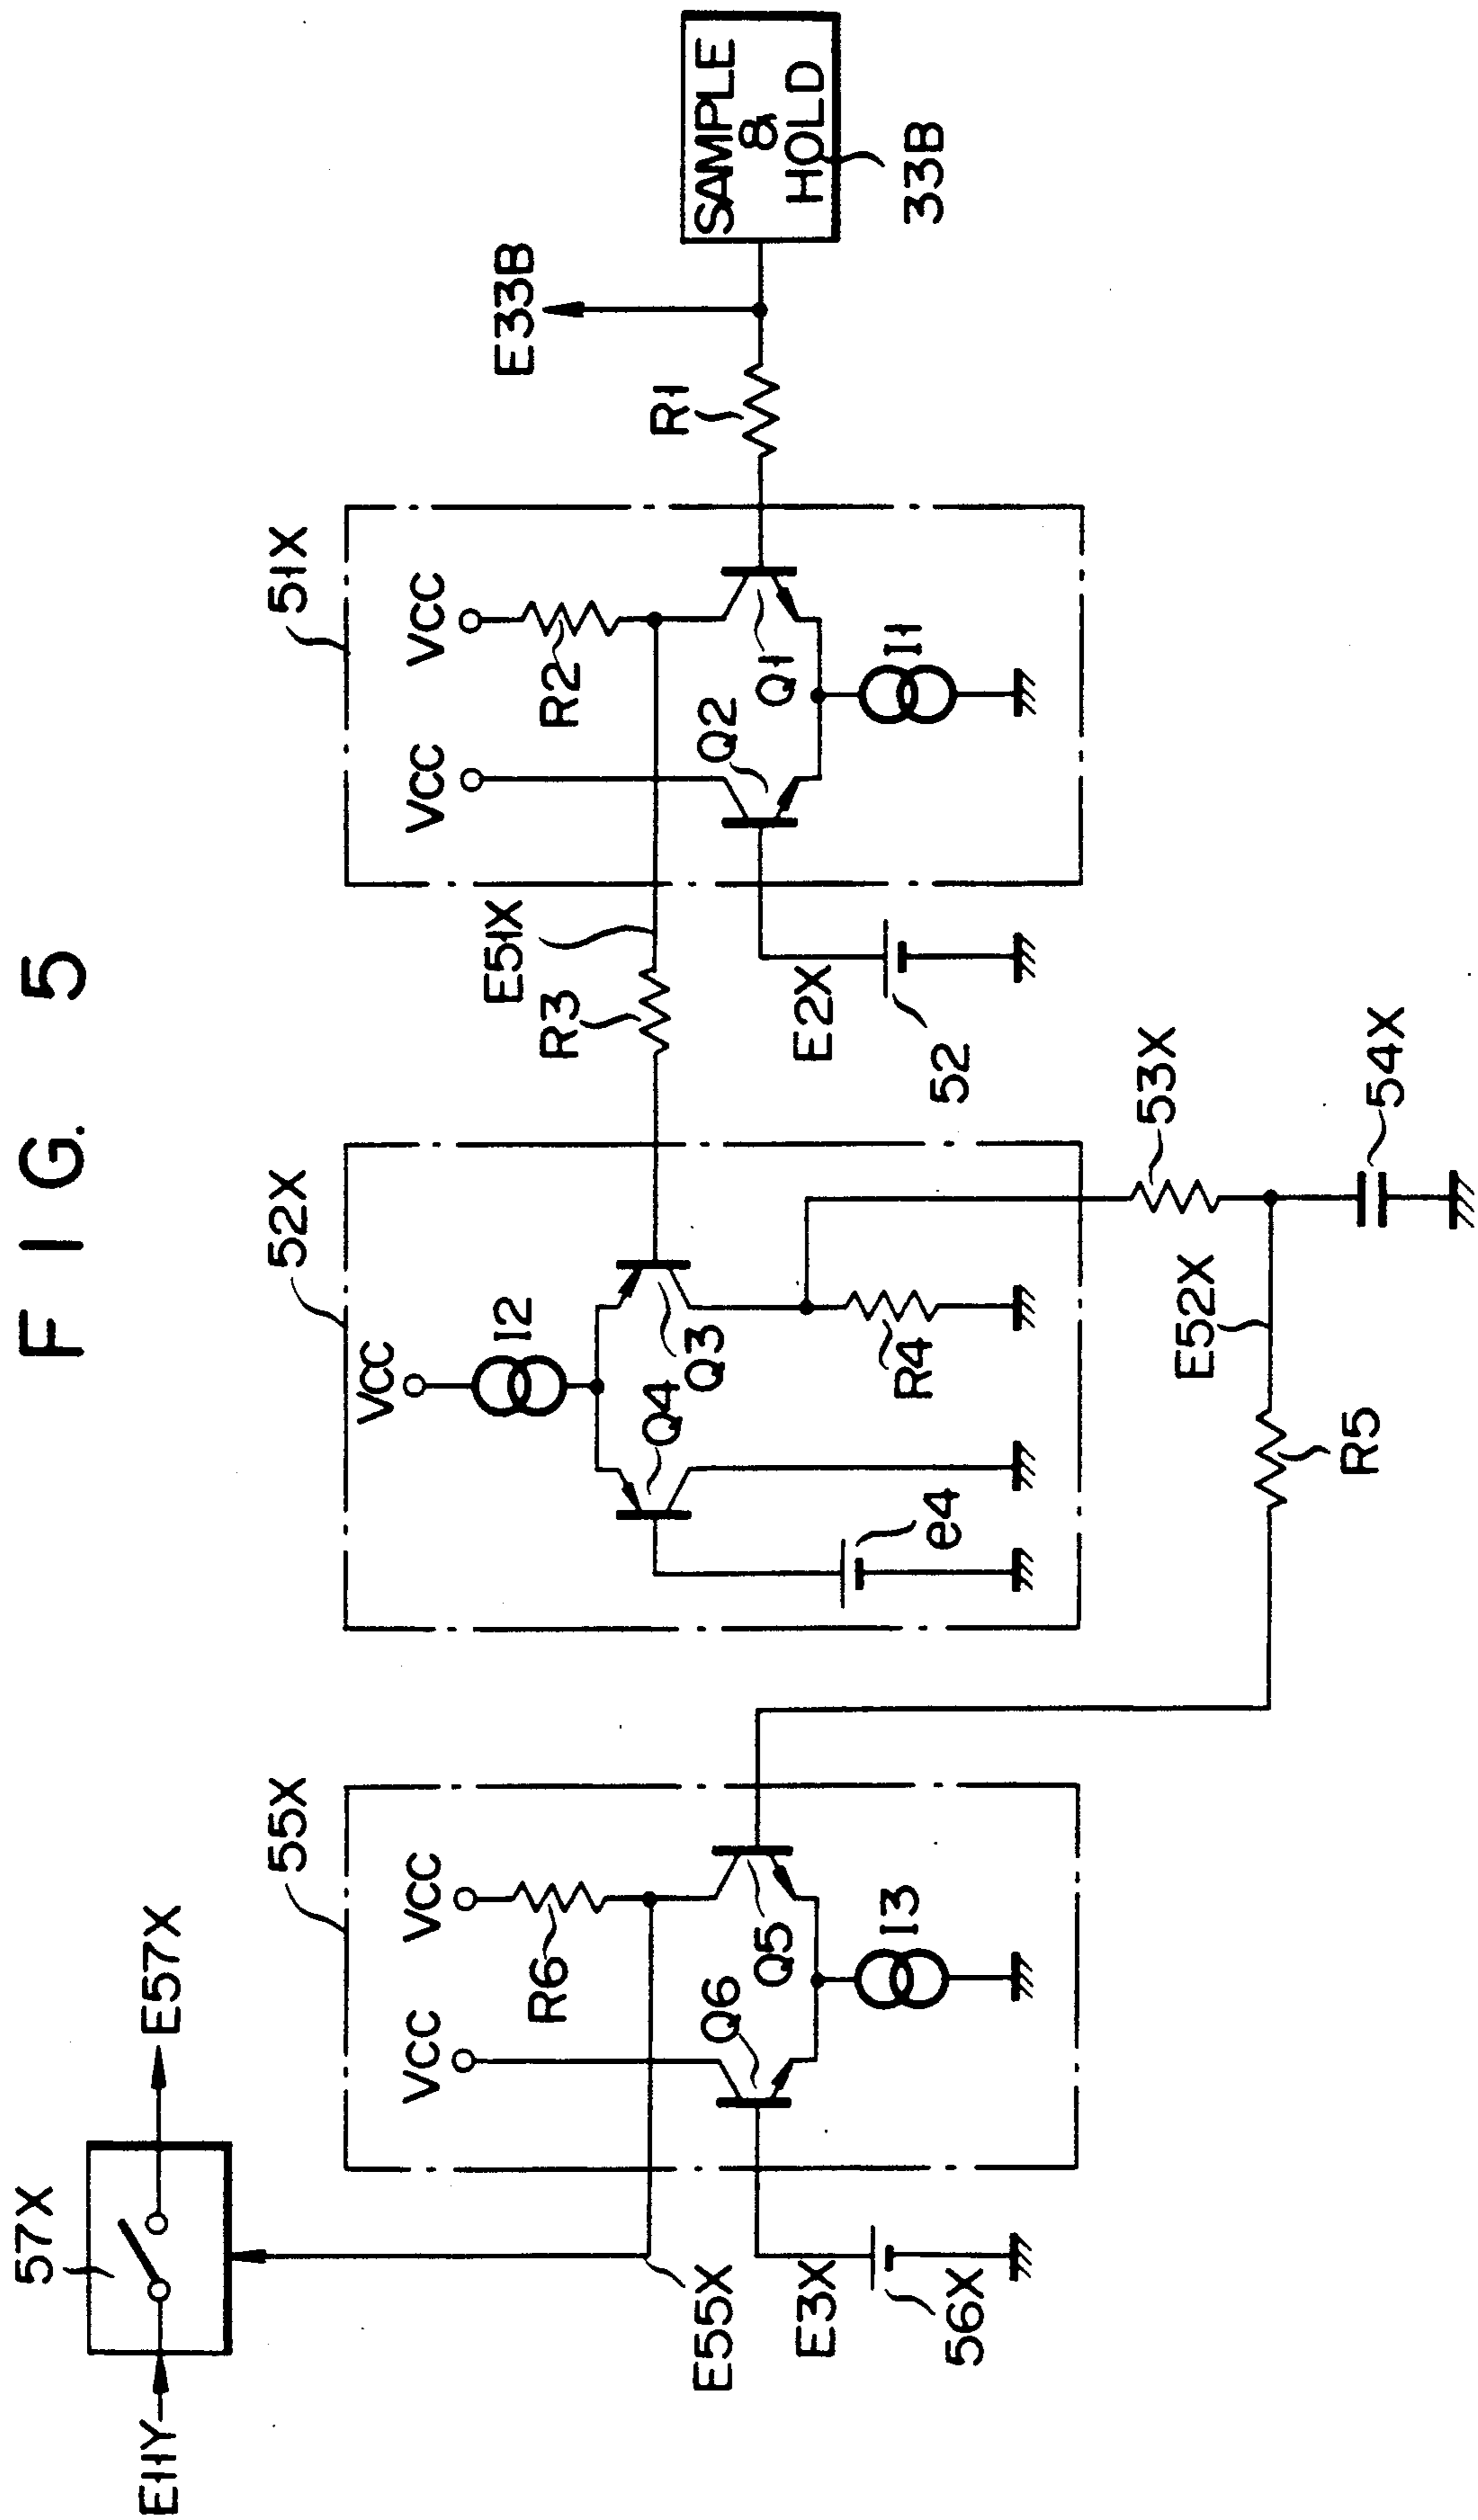 FIG. 5
EIIY
57X
E57X
55X
VCC
VCC
R6
Q6
Q5
I3
E55X
E3X
56X
52X
VCC
I2
Q4
Q3
e4
R4
R5
E52X
53X
54X
R3
E51X
E2X
52
51X
VCC
VCC
R2
Q2
Q1
I1
R1
E33B
SAMPLE
&
HOLD
33B